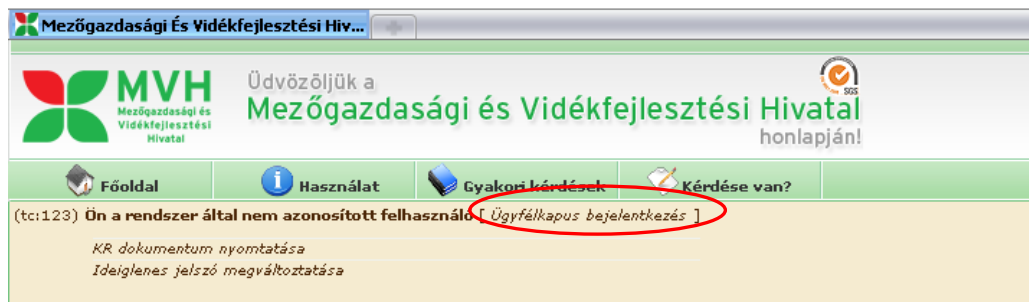 Mezőgazdasági És Vidékfejlesztési Hiv...
MVH
Mezőgazdasági és
Vidékfejlesztési
Hivatal
Üdvözöljük a
Mezőgazdasági és Vidékfejlesztési Hivatal
honlapján!
SGS
Főoldal
Használat
Gyakori kérdések
Kérdése van?
(tc:123) Ön a rendszer által nem azonosított felhasználó [ Ügyfélkapus bejelentkezés ]
KR dokumentum nyomtatása
Ideiglenes jelszó megváltoztatása